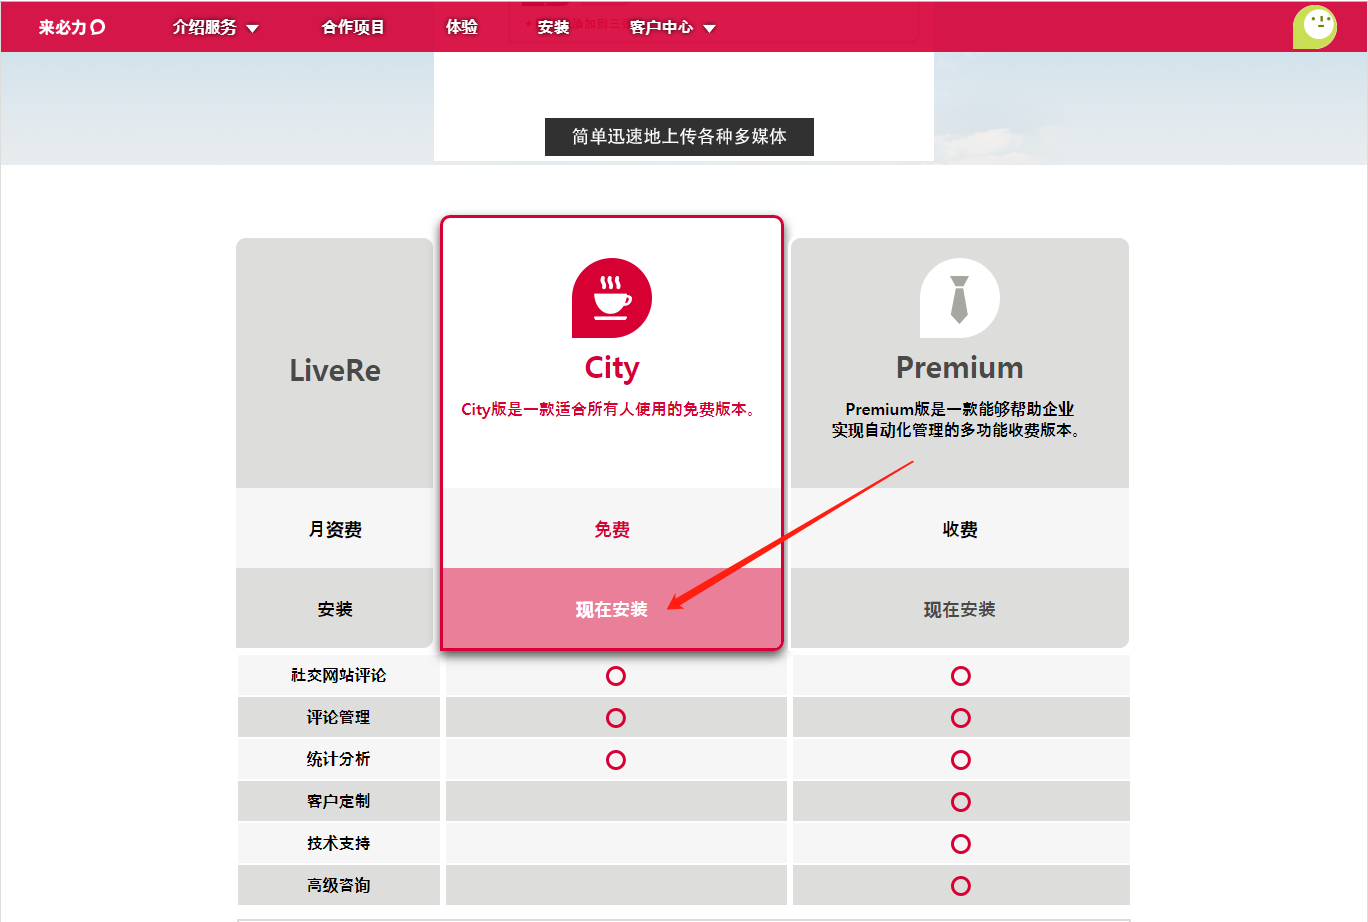 来必力
介绍服务
合作项目
体验
安装
客户中心
简单迅速地上传各种多媒体
LiveRe
City
City版是一款适合所有人使用的免费版本。
Premium
Premium版是一款能够帮助企业
实现自动化管理的多功能收费版本。
月资费
免费
收费
安装
现在安装
现在安装
社交网站评论
评论管理
统计分析
客户定制
技术支持
高级咨询